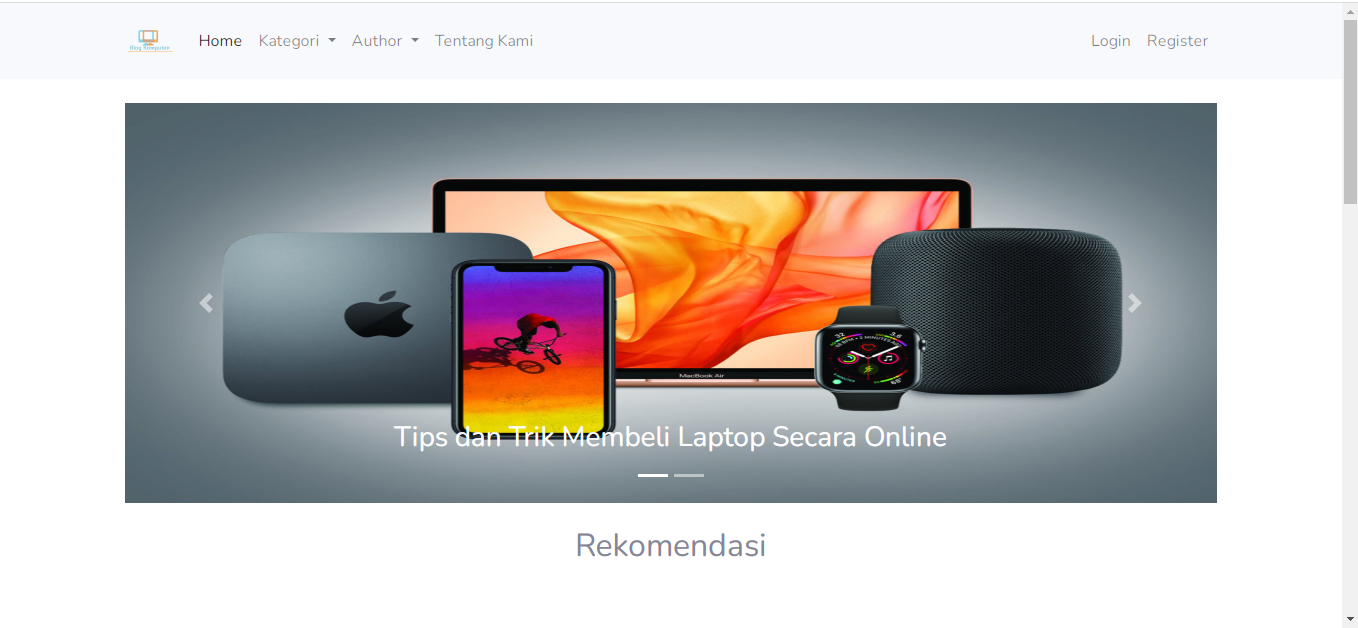 Blog Komputer
Home Kategori Author Tentang Kami Login Register
MacBook Air
Tips dan Trik Membeli Laptop Secara Online
Rekomendasi